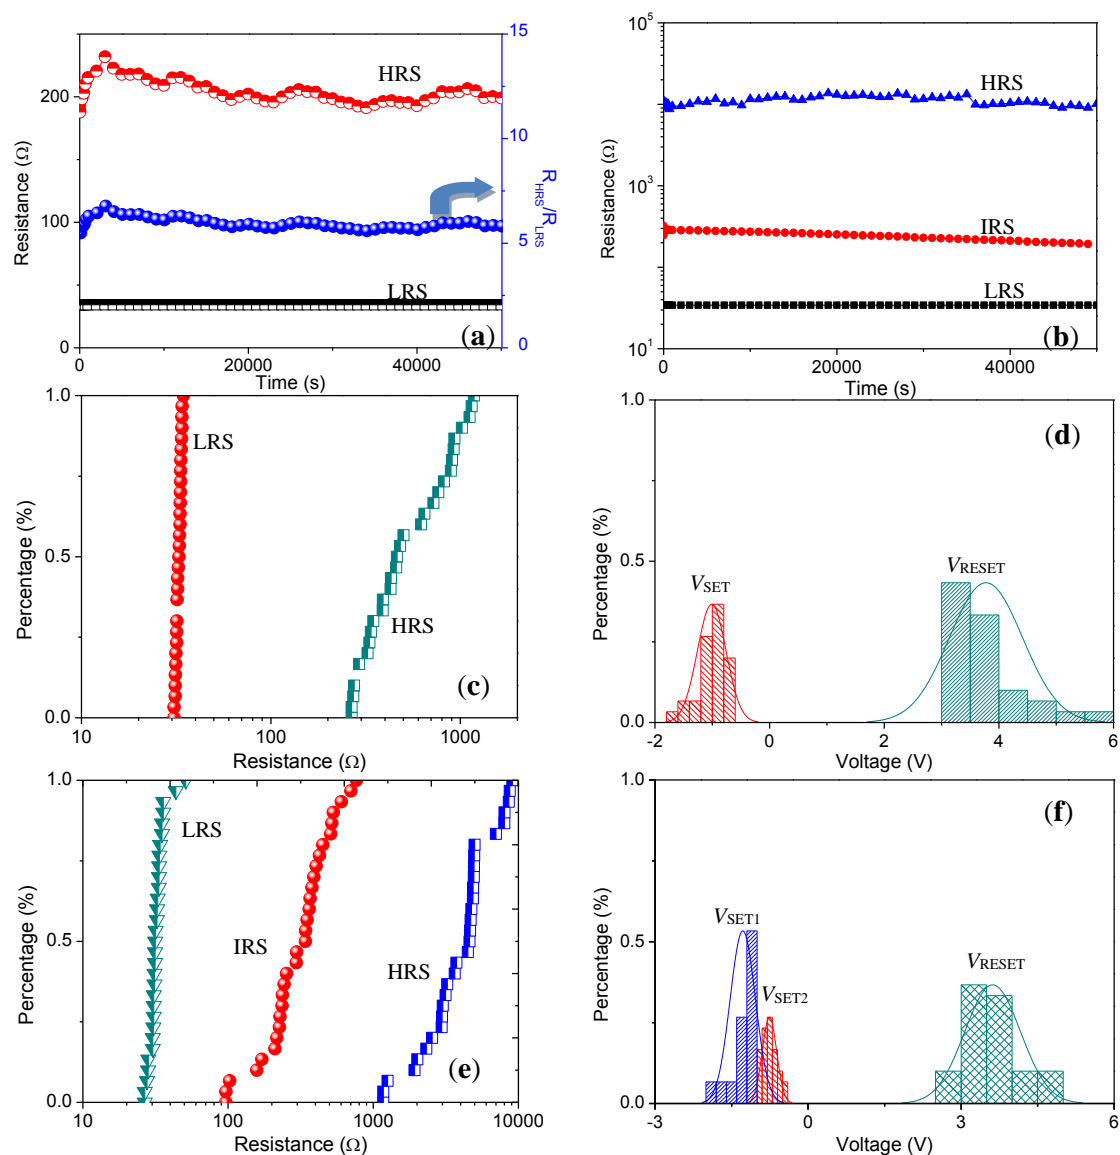 15
10
5
0
200
100
0
Resistance (Ω)
HRS
LRS
R_HRS/R_LRS
(a)
0
20000
40000
Time (s)
10^5
10^3
10^1
Resistance (Ω)
HRS
IRS
LRS
(b)
0
20000
40000
Time (s)
1.0
0.5
0.0
Percentage (%)
LRS
HRS
(c)
10
100
1000
Resistance (Ω)
1.0
0.5
0.0
Percentage (%)
V_SET
V_RESET
(d)
-2
0
2
4
6
Voltage (V)
1.0
0.5
0.0
Percentage (%)
LRS
IRS
HRS
(e)
10
100
1000
10000
Resistance (Ω)
1.0
0.5
0.0
Percentage (%)
V_SET1
V_SET2
V_RESET
(f)
-3
0
3
6
Voltage (V)